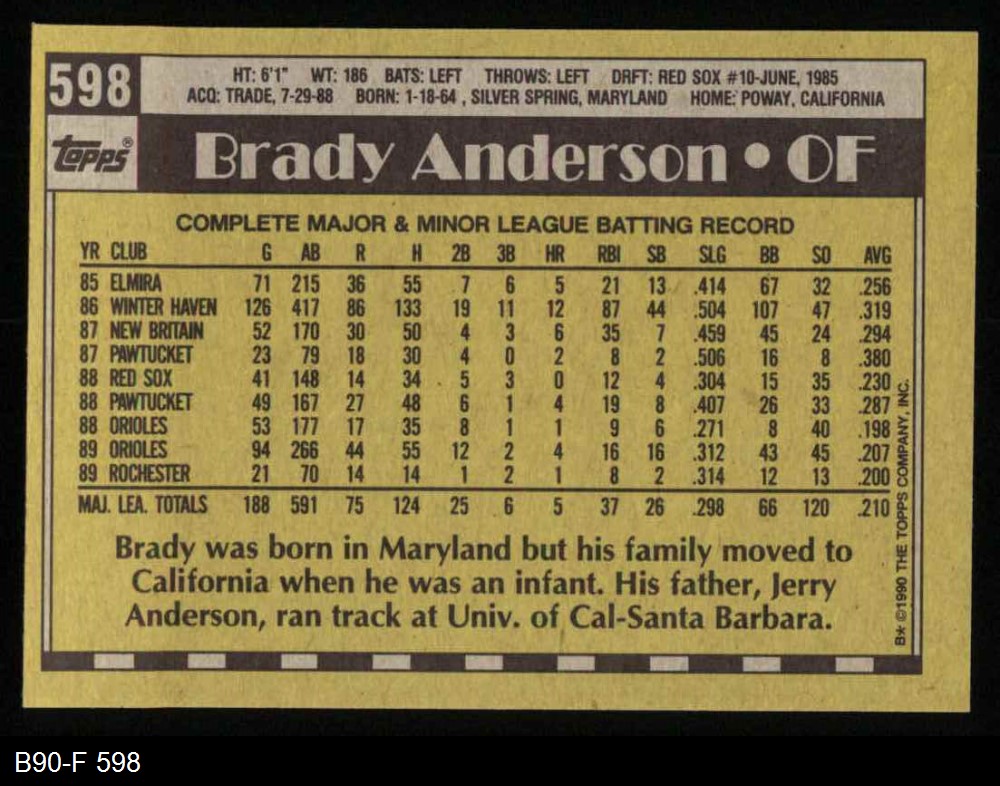 598
HT: 6'1" WT: 186 BATS: LEFT THROWS: LEFT DRFT: RED SOX #10-JUNE, 1985
ACQ: TRADE, 7-29-88 BORN: 1-18-64 , SILVER SPRING, MARYLAND HOME: POWAY, CALIFORNIA
topps®
Brady Anderson • OF
COMPLETE MAJOR & MINOR LEAGUE BATTING RECORD
YR CLUB G AB R H 2B 3B HR RBI SB SLG BB SO AVG
85 ELMIRA 71 215 36 55 7 6 5 21 13 .414 67 32 .256
86 WINTER HAVEN 126 417 86 133 19 11 12 87 44 .504 107 47 .319
87 NEW BRITAIN 52 170 30 50 4 3 6 35 7 .459 45 24 .294
87 PAWTUCKET 23 79 18 30 4 0 2 8 2 .506 16 8 .380
88 RED SOX 41 148 14 34 5 3 0 12 4 .304 15 35 .230
88 PAWTUCKET 49 167 27 48 6 1 4 19 8 .407 26 33 .287
88 ORIOLES 53 177 17 35 8 1 1 9 6 .271 8 40 .198
89 ORIOLES 94 266 44 55 12 2 4 16 16 .312 43 45 .207
89 ROCHESTER 21 70 14 14 1 2 1 8 2 .314 12 13 .200
MAJ. LEA. TOTALS 188 591 75 124 25 6 5 37 26 .298 66 120 .210
Brady was born in Maryland but his family moved to
California when he was an infant. His father, Jerry
Anderson, ran track at Univ. of Cal-Santa Barbara.
B* ©1990 THE TOPPS COMPANY, INC.
B90-F 598